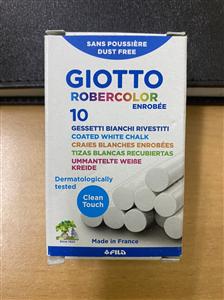 SANS POUSSIÈRE
DUST FREE
GIOTTO
ROBERCOLOR
ENROBÉE
10
GESSETTI BIANCHI RIVESTITI
COATED WHITE CHALK
CRAIES BLANCHES ENROBÉES
TIZAS BLANCAS RECUBIERTAS
UMMANTELTE WEIßE
KREIDE
Dermatologically
tested
Clean
Touch
Made in France
FILA